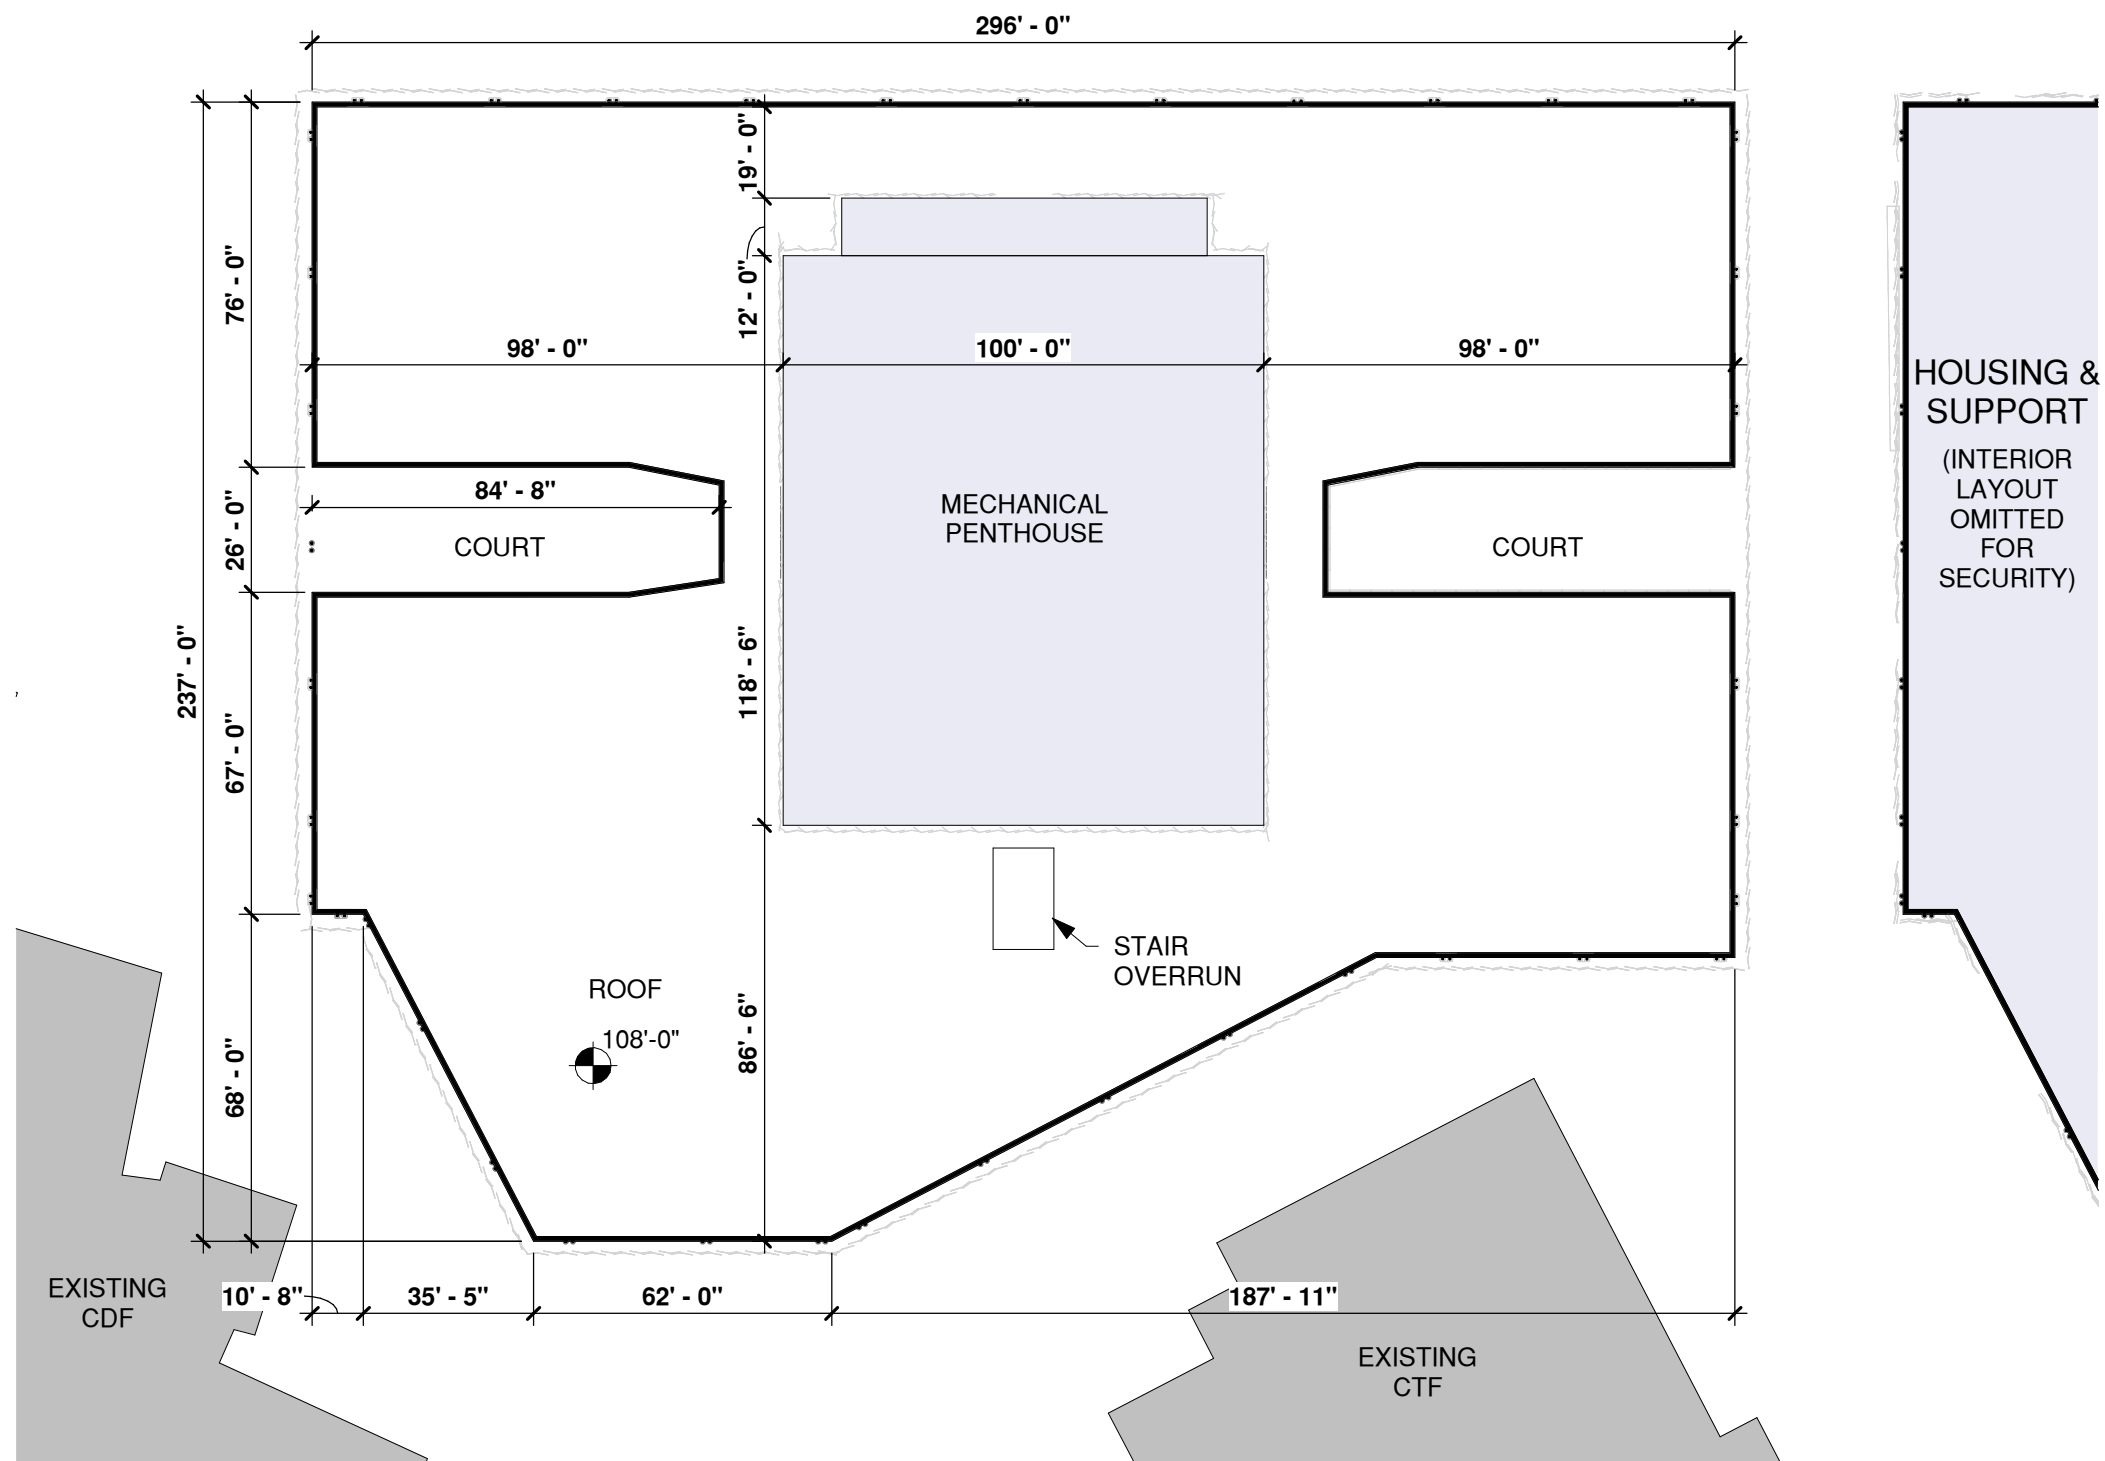 296' - 0"
19' - 0"
76' - 0"
12' - 0"
98' - 0"
100' - 0"
98' - 0"
HOUSING &
SUPPORT
(INTERIOR
LAYOUT
OMITTED
FOR
SECURITY)
84' - 8"
MECHANICAL
PENTHOUSE
26' - 0"
COURT
COURT
237' - 0"
118' - 6"
67' - 0"
STAIR
OVERRUN
ROOF
108'-0"
86' - 6"
68' - 0"
EXISTING
CDF
10' - 8"
35' - 5"
62' - 0"
187' - 11"
EXISTING
CTF